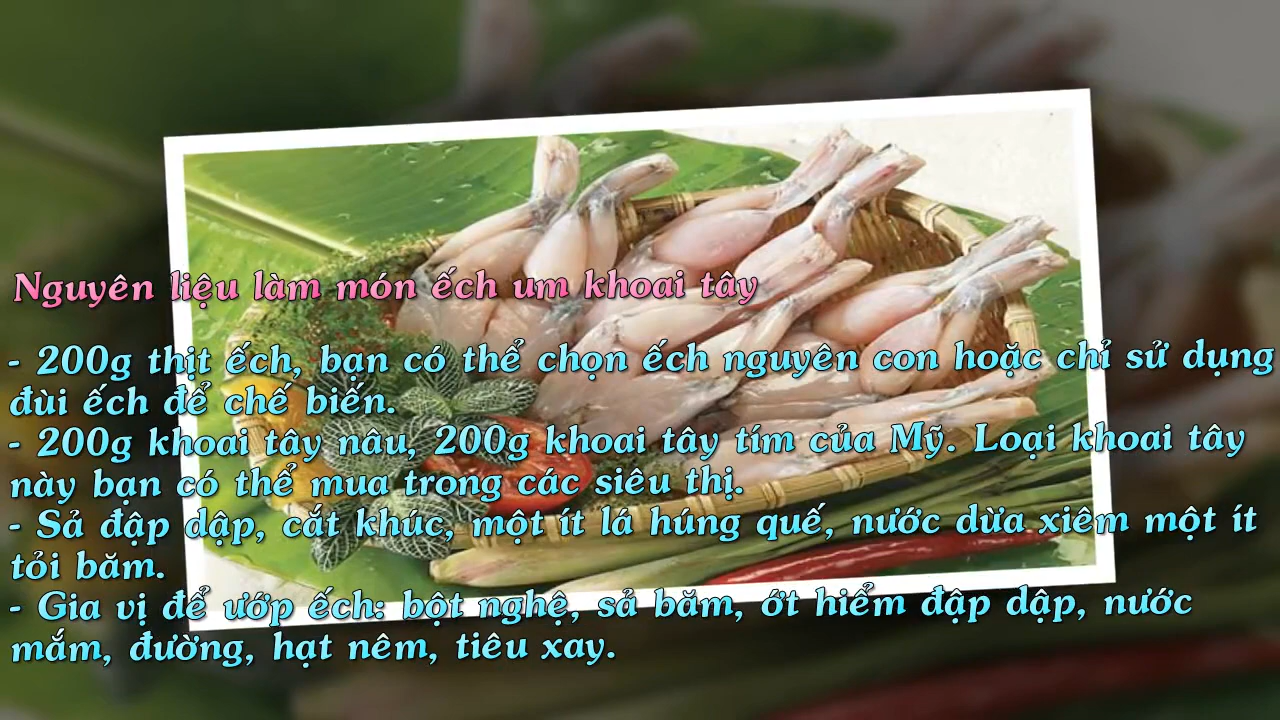 Nguyên liệu làm món ếch um khoai tây
- 200g thịt ếch, bạn có thể chọn ếch nguyên con hoặc chỉ sử dụng
đùi ếch để chế biến.
- 200g khoai tây nâu, 200g khoai tây tím của Mỹ. Loại khoai tây
này bạn có thể mua trong các siêu thị.
- Sả đập dập, cắt khúc, một ít lá húng quế, nước dừa xiêm một ít
tỏi băm.
- Gia vị để ướp ếch: bột nghệ, sả băm, ớt hiểm đập dập, nước
mắm, đường, hạt nêm, tiêu xay.